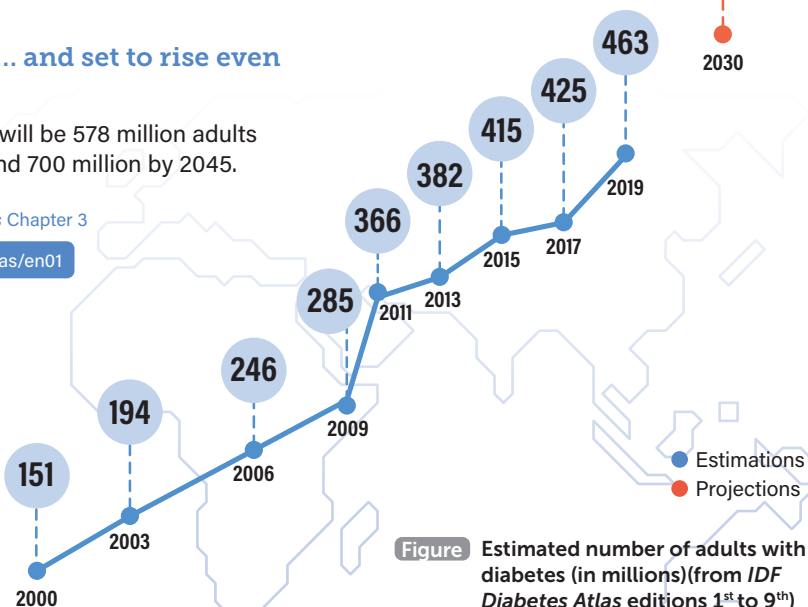 ... and set to rise even
will be 578 million adults
nd 700 million by 2045.
Chapter 3
as/en01
463
2030
425
415
382
2019
366
2017
2015
285
2013
2011
246
194
2009
151
2006
2003
2000
Estimations
Projections
Figure Estimated number of adults with
diabetes (in millions)(from IDF
Diabetes Atlas editions 1st to 9th)